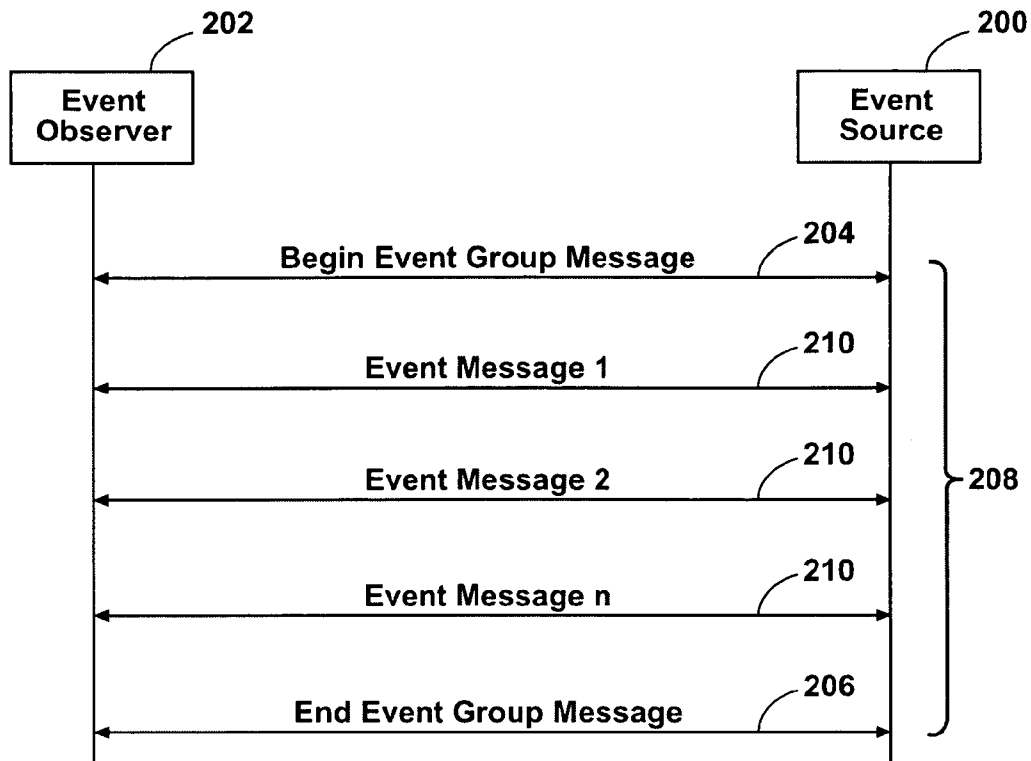 202
200
Event
Observer
Event
Source
204
Begin Event Group Message
210
Event Message 1
210
Event Message 2
208
210
Event Message n
206
End Event Group Message